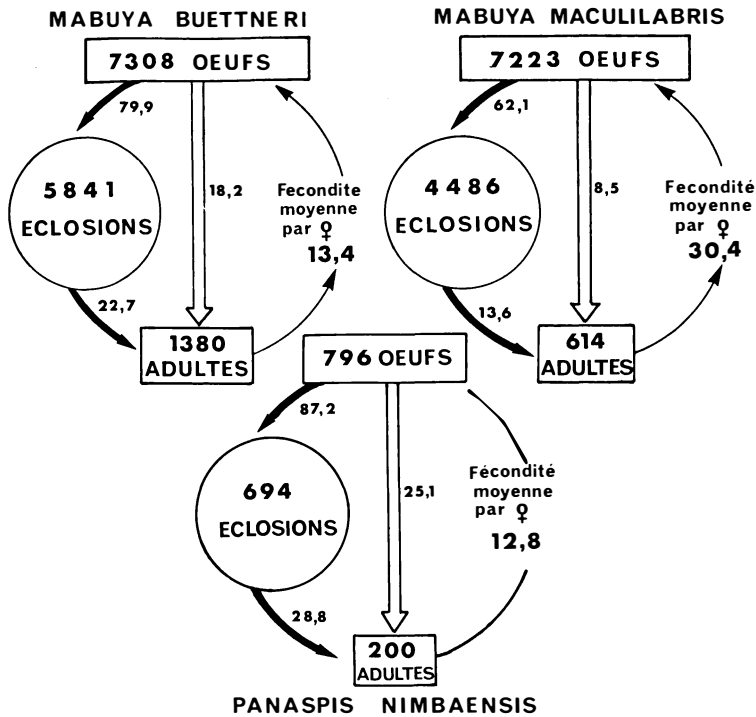 MABUYA BUETTNERI
7308 OEUFS
79,9
5841
ECLOSIONS
18,2
Fecondite
moyenne
par ♀
13,4
22,7
1380
ADULTES
MABUYA MACULILABRIS
7223 OEUFS
62,1
4486
ECLOSIONS
8,5
Fecondité
moyenne
par ♀
30,4
13,6
614
ADULTES
796 OEUFS
87,2
694
ECLOSIONS
25,1
Fécondité
moyenne
par ♀
12,8
28,8
200
ADULTES
PANASPIS NIMBAENSIS